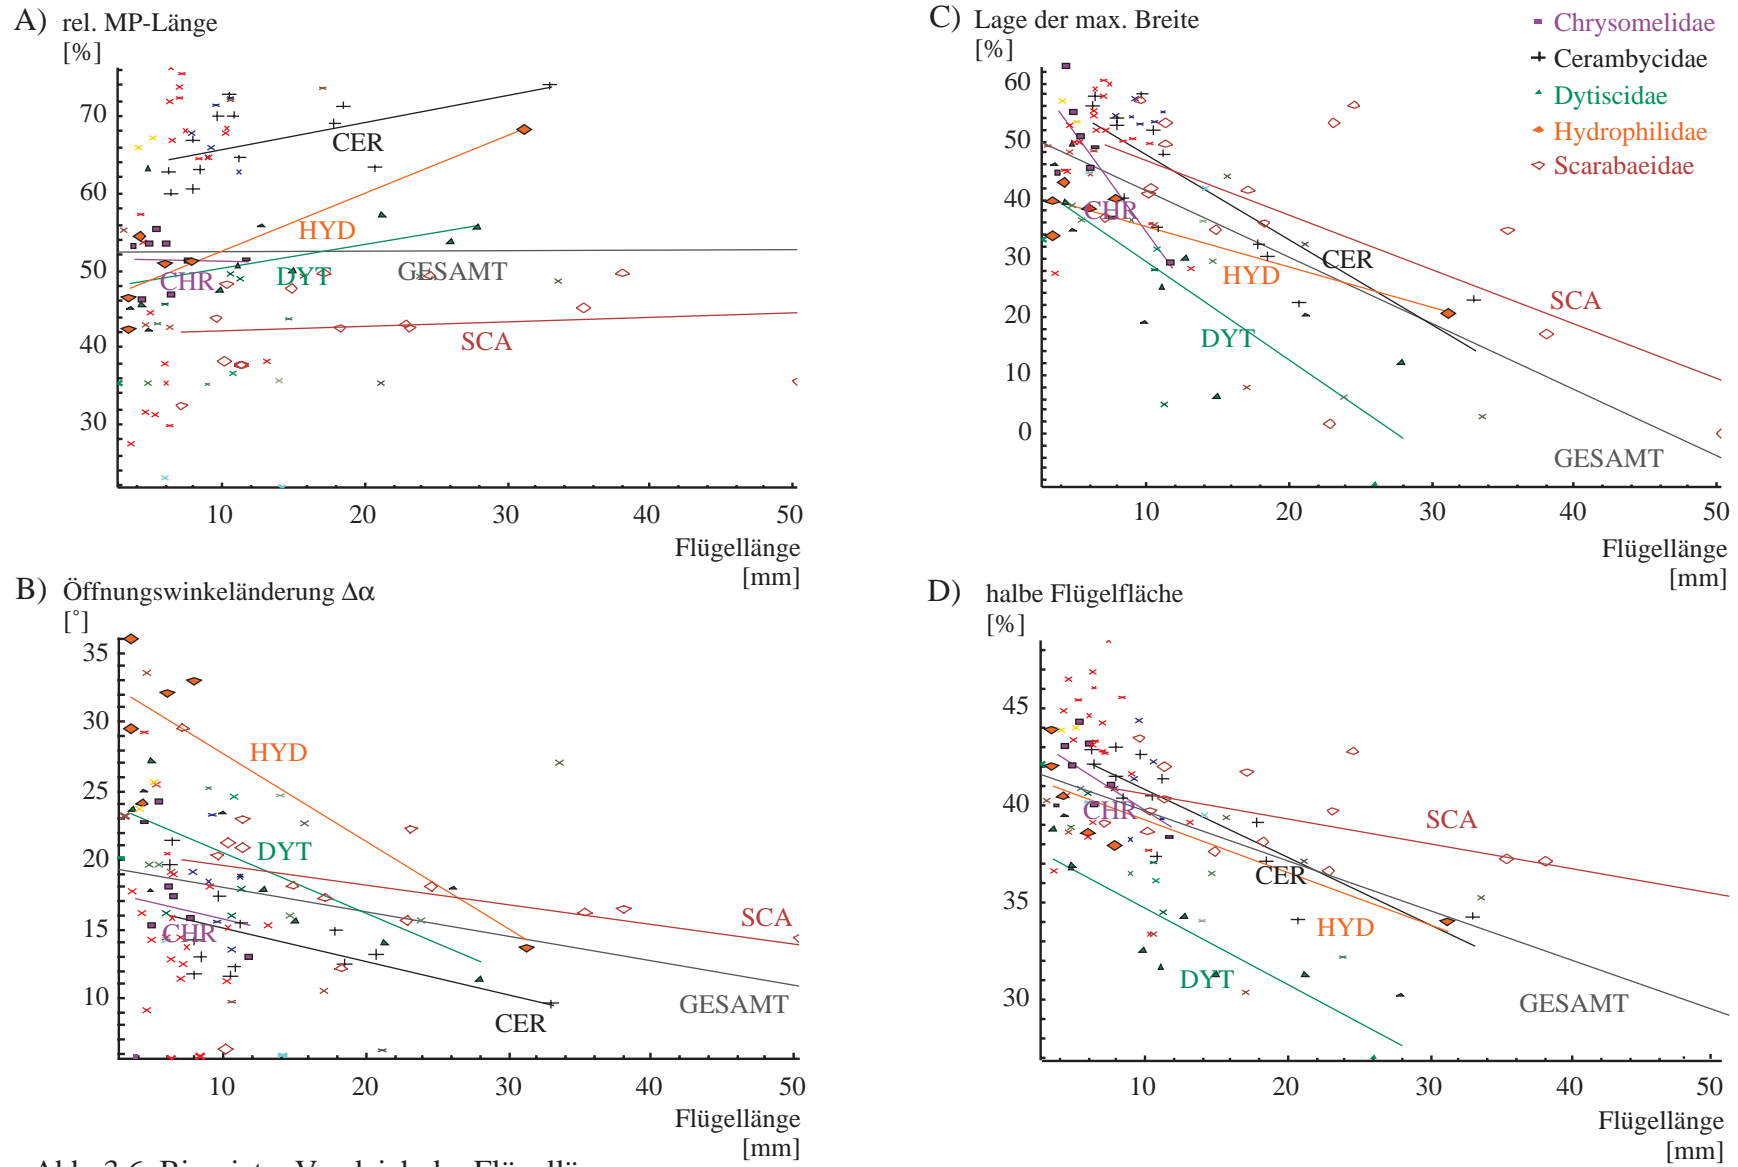 A) rel. MP-Länge
[%]
70
60
50
40
30
CER
HYD
CHR
DYT
GESAMT
SCA
10 20 30 40 50
Flügellänge
[mm]
C) Lage der max. Breite
[%]
60
50
40
30
20
10
0
CHR
CER
HYD
SCA
DYT
GESAMT
10 20 30 40 50
Flügellänge
[mm]
Chrysomelidae
Cerambycidae
Dytiscidae
Hydrophilidae
Scarabaeidae
B) Öffnungswinkeländerung Δα
[°]
35
30
25
20
15
10
HYD
DYT
CHR
SCA
GESAMT
CER
10 20 30 40 50
Flügellänge
[mm]
D) halbe Flügelfläche
[%]
45
40
35
30
CHR
SCA
CER
HYD
DYT
GESAMT
10 20 30 40 50
Flügellänge
[mm]